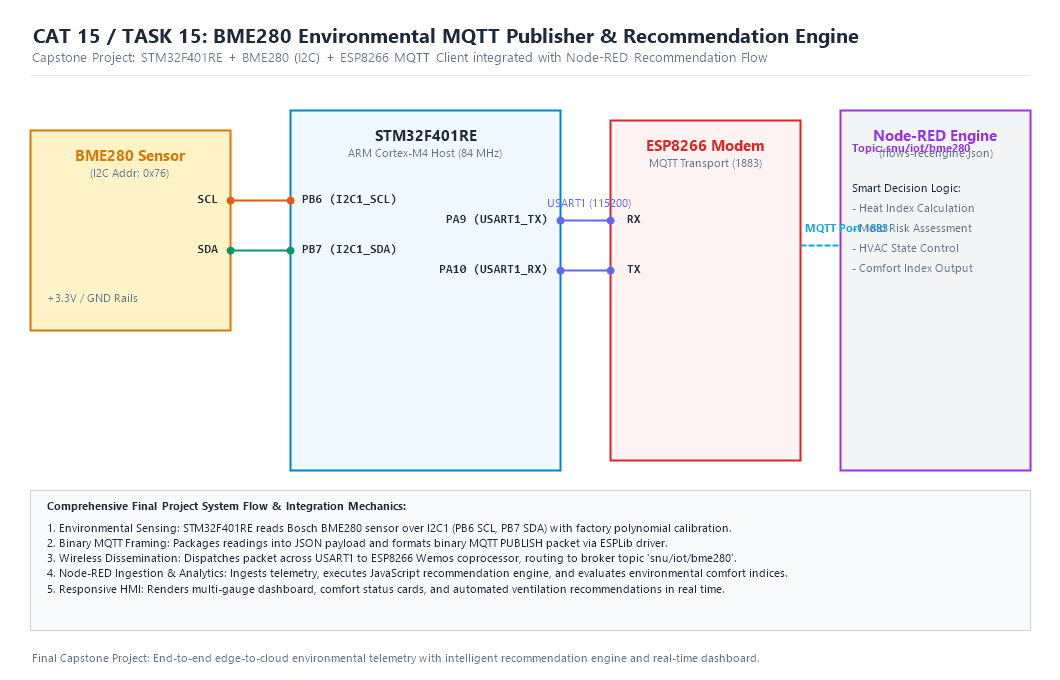 CAT 15 / TASK 15: BME280 Environmental MQTT Publisher & Recommendation Engine
Capstone Project: STM32F401RE + BME280 (I2C) + ESP8266 MQTT Client integrated with Node-RED Recommendation Flow
BME280 Sensor
(I2C Addr: 0x76)
SCL
SDA
+3.3V / GND Rails
STM32F401RE
ARM Cortex-M4 Host (84 MHz)
PB6 (I2C1_SCL)
PA9 (USART1_TX)
PB7 (I2C1_SDA)
PA10 (USART1_RX)
USART1 (115200)
ESP8266 Modem
MQTT Transport (1883)
RX
TX
MQTT Port 1883
Node-RED Engine
(flows-recengine.json)
Topic: snu/iot/bme280
Smart Decision Logic:
- Heat Index Calculation
- Mold Risk Assessment
- HVAC State Control
- Comfort Index Output
Comprehensive Final Project System Flow & Integration Mechanics:
1. Environmental Sensing: STM32F401RE reads Bosch BME280 sensor over I2C1 (PB6 SCL, PB7 SDA) with factory polynomial calibration.
2. Binary MQTT Framing: Packages readings into JSON payload and formats binary MQTT PUBLISH packet via ESPLib driver.
3. Wireless Dissemination: Dispatches packet across USART1 to ESP8266 Wemos coprocessor, routing to broker topic 'snu/iot/bme280'.
4. Node-RED Ingestion & Analytics: Ingests telemetry, executes JavaScript recommendation engine, and evaluates environmental comfort indices.
5. Responsive HMI: Renders multi-gauge dashboard, comfort status cards, and automated ventilation recommendations in real time.
Final Capstone Project: End-to-end edge-to-cloud environmental telemetry with intelligent recommendation engine and real-time dashboard.